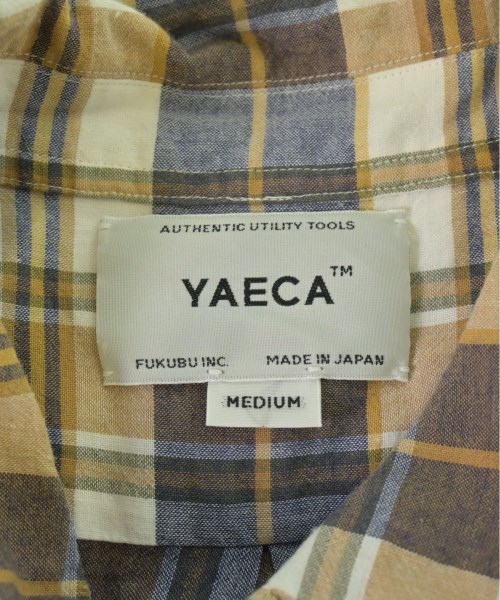 AUTHENTIC UTILITY TOOLS
YAECA™
FUKUBU INC. MADE IN JAPAN
MEDIUM